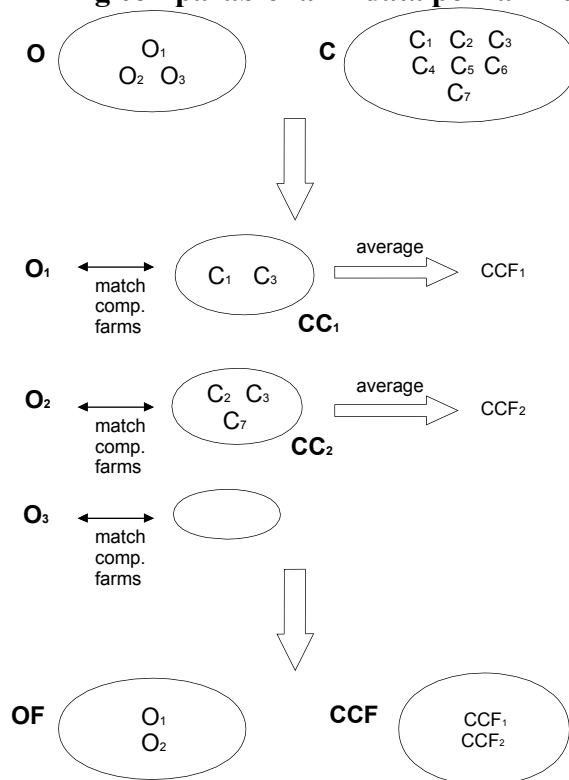 O
O₁
O₂ O₃
C
C₁ C₂ C₃
C₄ C₅ C₆
C₇
O₁
match
comp.
farms
C₁ C₃
CC₁
average
CCF₁
O₂
match
comp.
farms
C₂ C₃
C₇
CC₂
average
CCF₂
O₃
match
comp.
farms
OF
O₁
O₂
CCF
CCF₁
CCF₂